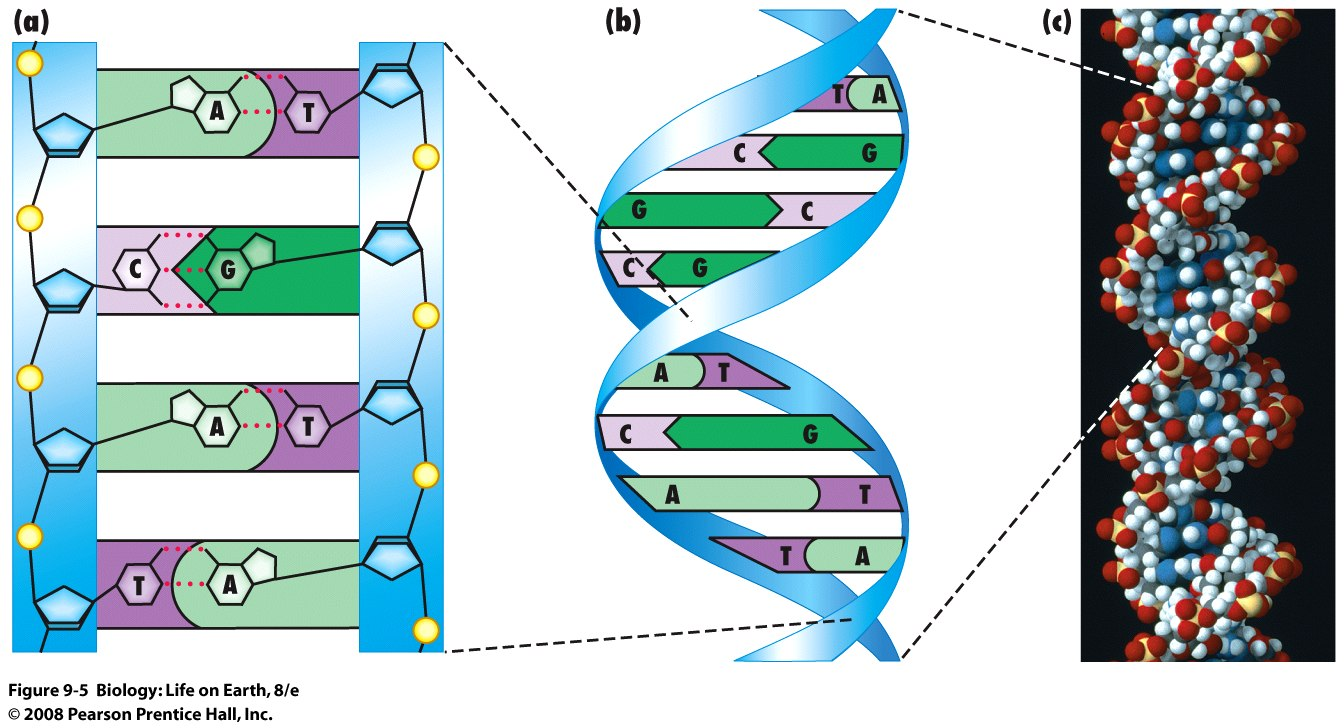 (a)
A T
C G
A T
T A
(b)
T A
C G
G C
C G
A T
C G
A T
T A
(c)
Figure 9-5 Biology: Life on Earth, 8/e
© 2008 Pearson Prentice Hall, Inc.